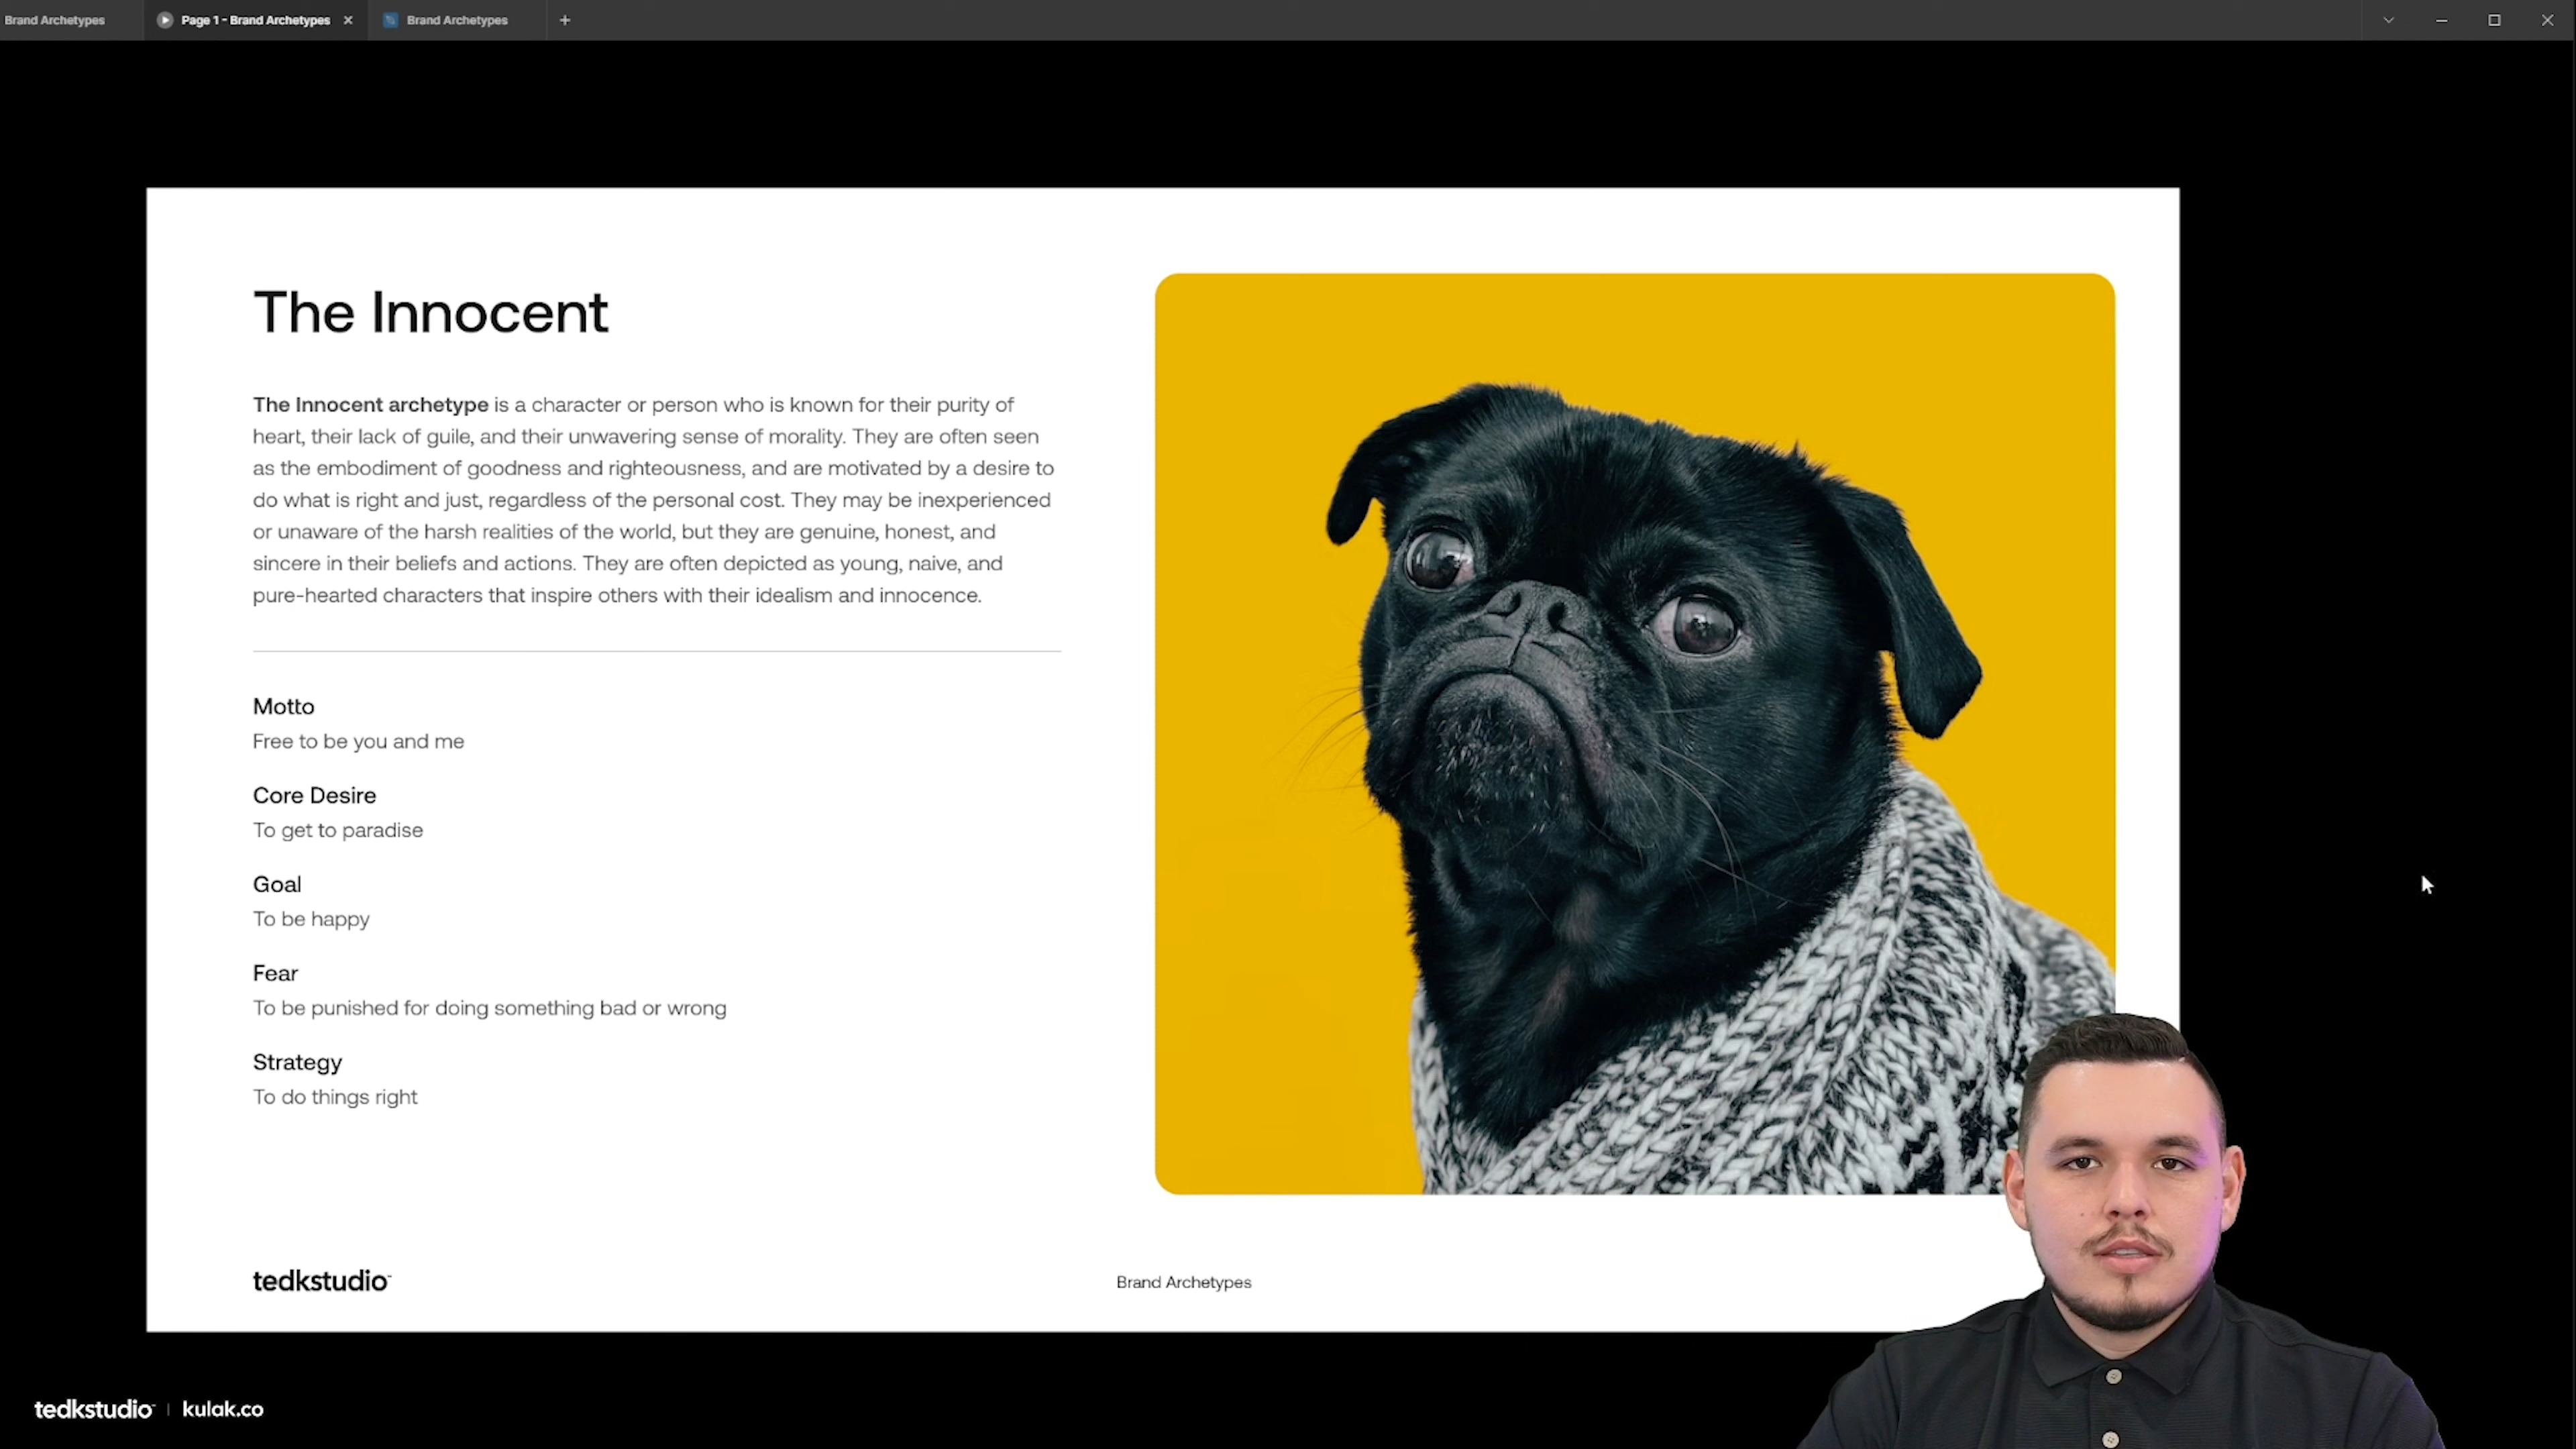 Brand Archetypes
Page 1 - Brand Archetypes
Brand Archetypes
The Innocent
The Innocent archetype is a character or person who is known for their purity of
heart, their lack of guile, and their unwavering sense of morality. They are often seen
as the embodiment of goodness and righteousness, and are motivated by a desire to
do what is right and just, regardless of the personal cost. They may be inexperienced
or unaware of the harsh realities of the world, but they are genuine, honest, and
sincere in their beliefs and actions. They are often depicted as young, naive, and
pure-hearted characters that inspire others with their idealism and innocence.
Motto
Free to be you and me
Core Desire
To get to paradise
Goal
To be happy
Fear
To be punished for doing something bad or wrong
Strategy
To do things right
tedkstudio™
Brand Archetypes
tedkstudio™ | kulak.co